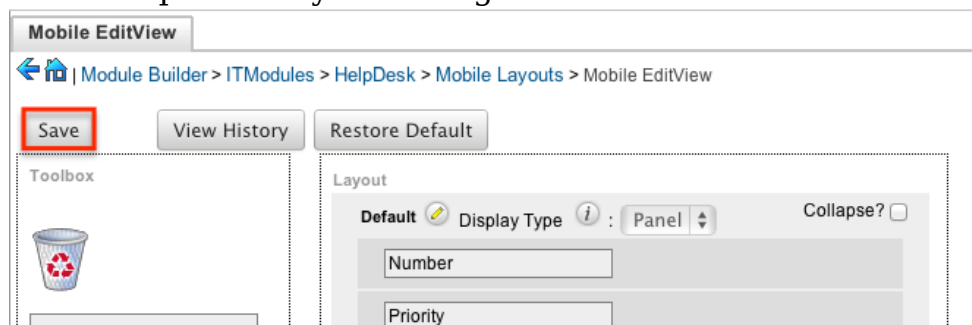 Mobile EditView
| Module Builder > ITModules > HelpDesk > Mobile Layouts > Mobile EditView
Save View History Restore Default
Toolbox
Layout
Default Display Type i : Panel Collapse?
Number
Priority